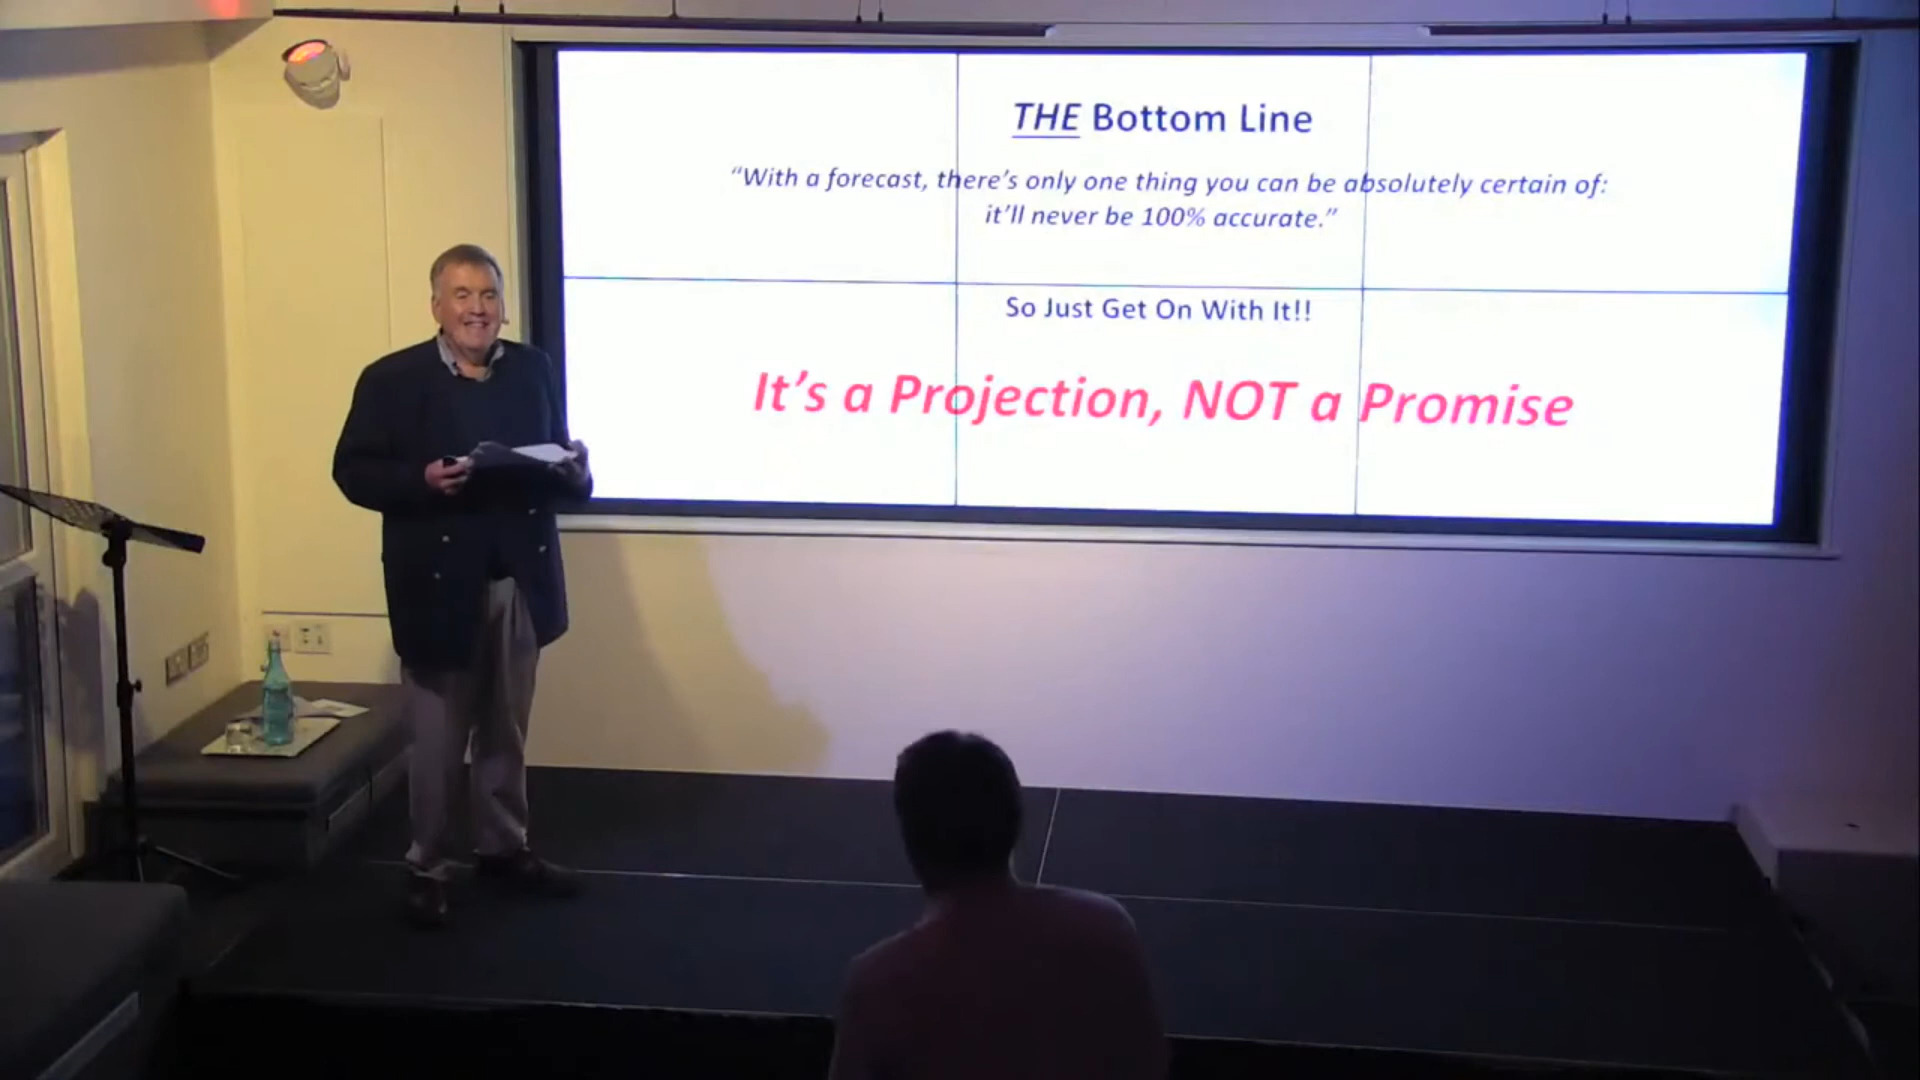 THE Bottom Line
“With a forecast, there’s only one thing you can be absolutely certain of:
it’ll never be 100% accurate.”
So Just Get On With It!!
It’s a Projection, NOT a Promise